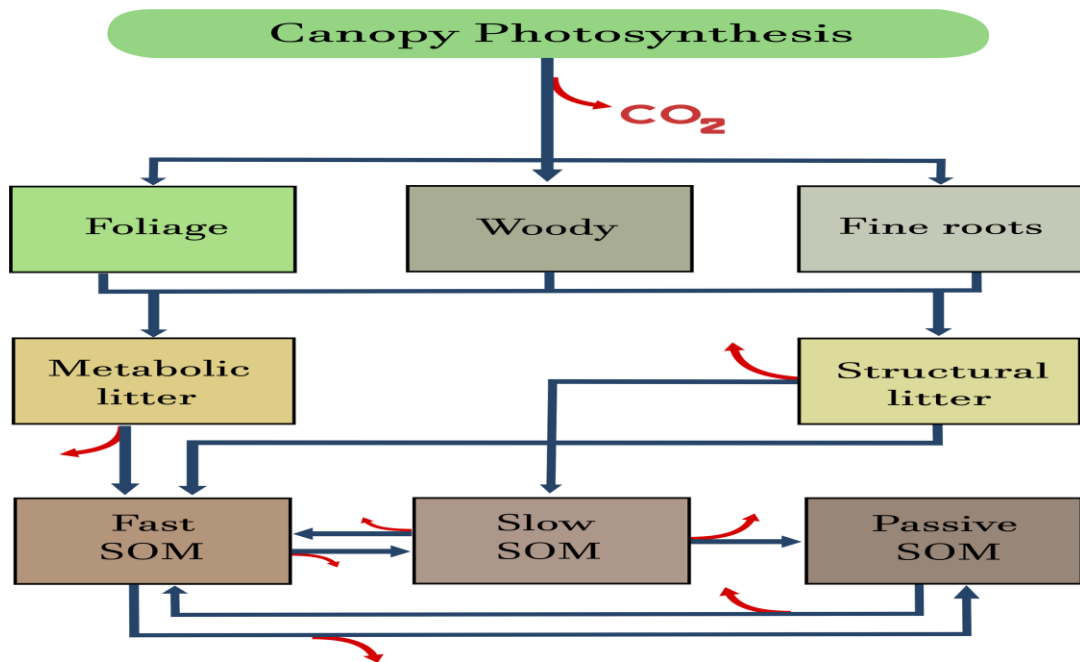 Canopy Photosynthesis
CO₂
Foliage
Woody
Fine roots
Metabolic
litter
Structural
litter
Fast
SOM
Slow
SOM
Passive
SOM